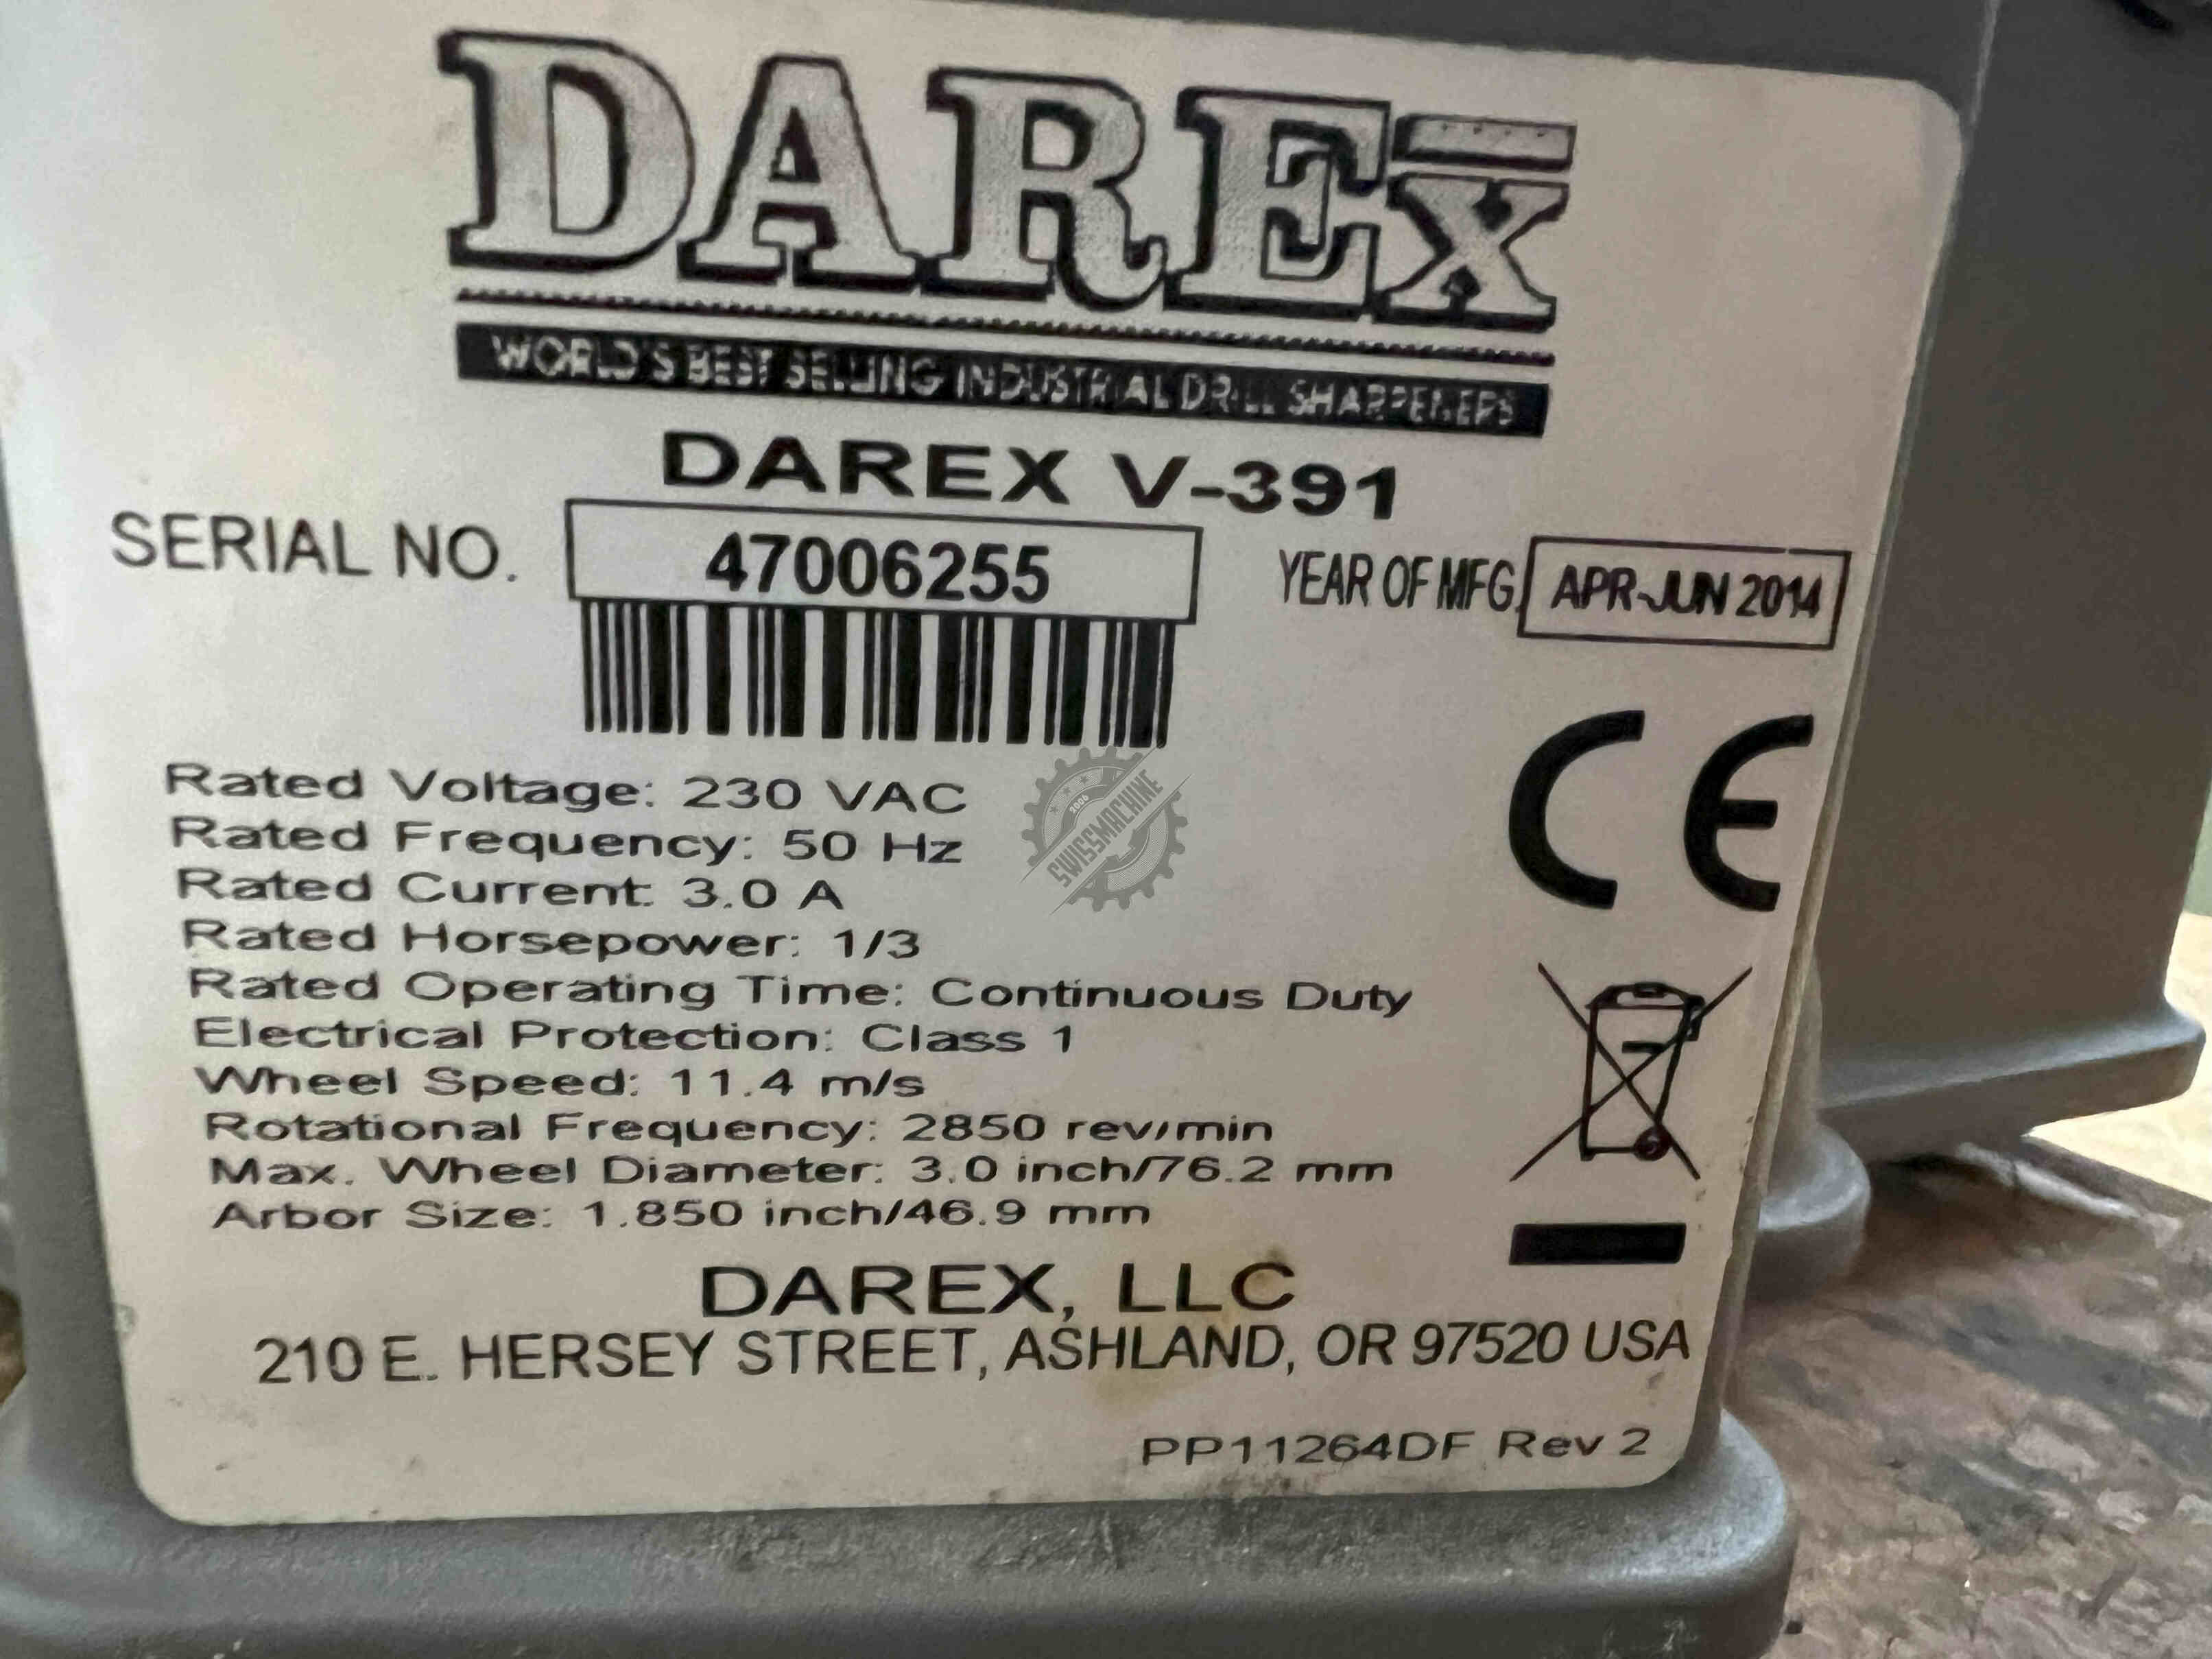 DAREX
WORLD'S BEST SELLING INDUSTRIAL DRILL SHARPENERS
DAREX V-391
SERIAL NO. 47006255 YEAR OF MFG. APR-JUN 2014
CE
Rated Voltage: 230 VAC
Rated Frequency: 50 Hz
Rated Current: 3.0 A
Rated Horsepower: 1/3
Rated Operating Time: Continuous Duty
Electrical Protection: Class 1
Wheel Speed: 11.4 m/s
Rotational Frequency: 2850 rev/min
Max. Wheel Diameter: 3.0 inch/76.2 mm
Arbor Size: 1.850 inch/46.9 mm
2006
SWISSMACHINE
DAREX, LLC
210 E. HERSEY STREET, ASHLAND, OR 97520 USA
PP11264DF Rev 2